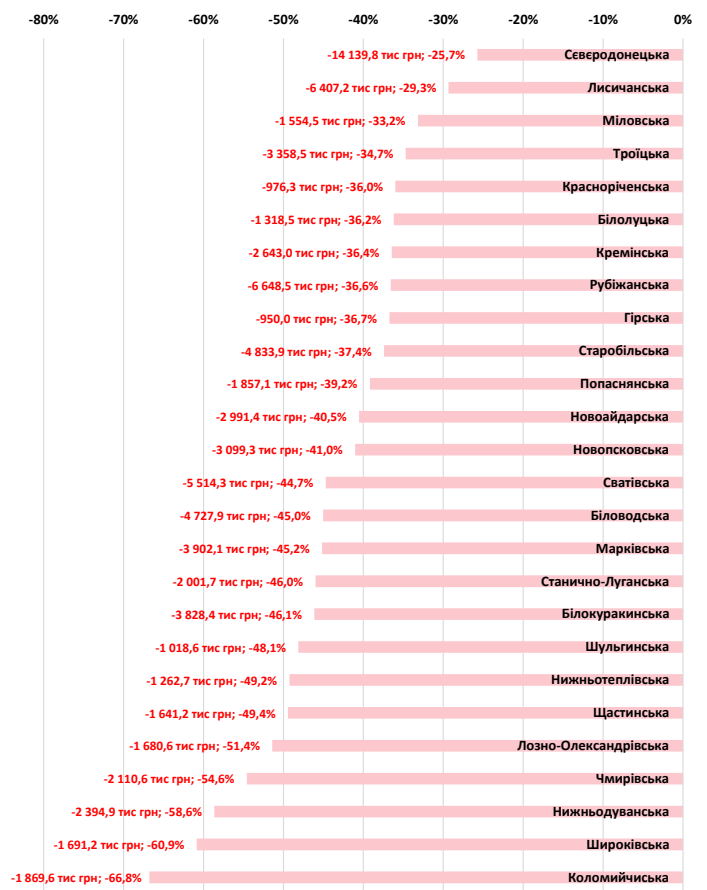 -80% -70% -60% -50% -40% -30% -20% -10% 0%
-14 139,8 тис грн; -25,7% Сєвєродонецька
-6 407,2 тис грн; -29,3% Лисичанська
-1 554,5 тис грн; -33,2% Міловська
-3 358,5 тис грн; -34,7% Троїцька
-976,3 тис грн; -36,0% Красноріченська
-1 318,5 тис грн; -36,2% Білолуцька
-2 643,0 тис грн; -36,4% Кремінська
-6 648,5 тис грн; -36,6% Рубіжанська
-950,0 тис грн; -36,7% Гірська
-4 833,9 тис грн; -37,4% Старобільська
-1 857,1 тис грн; -39,2% Попаснянська
-2 991,4 тис грн; -40,5% Новоайдарська
-3 099,3 тис грн; -41,0% Новопсковська
-5 514,3 тис грн; -44,7% Сватівська
-4 727,9 тис грн; -45,0% Біловодська
-3 902,1 тис грн; -45,2% Марківська
-2 001,7 тис грн; -46,0% Станично-Луганська
-3 828,4 тис грн; -46,1% Білокуракинська
-1 018,6 тис грн; -48,1% Шульгинська
-1 262,7 тис грн; -49,2% Нижньотеплівська
-1 641,2 тис грн; -49,4% Щастинська
-1 680,6 тис грн; -51,4% Лозно-Олександрівська
-2 110,6 тис грн; -54,6% Чмирівська
-2 394,9 тис грн; -58,6% Нижньодуванська
-1 691,2 тис грн; -60,9% Широківська
-1 869,6 тис грн; -66,8% Коломийчиська